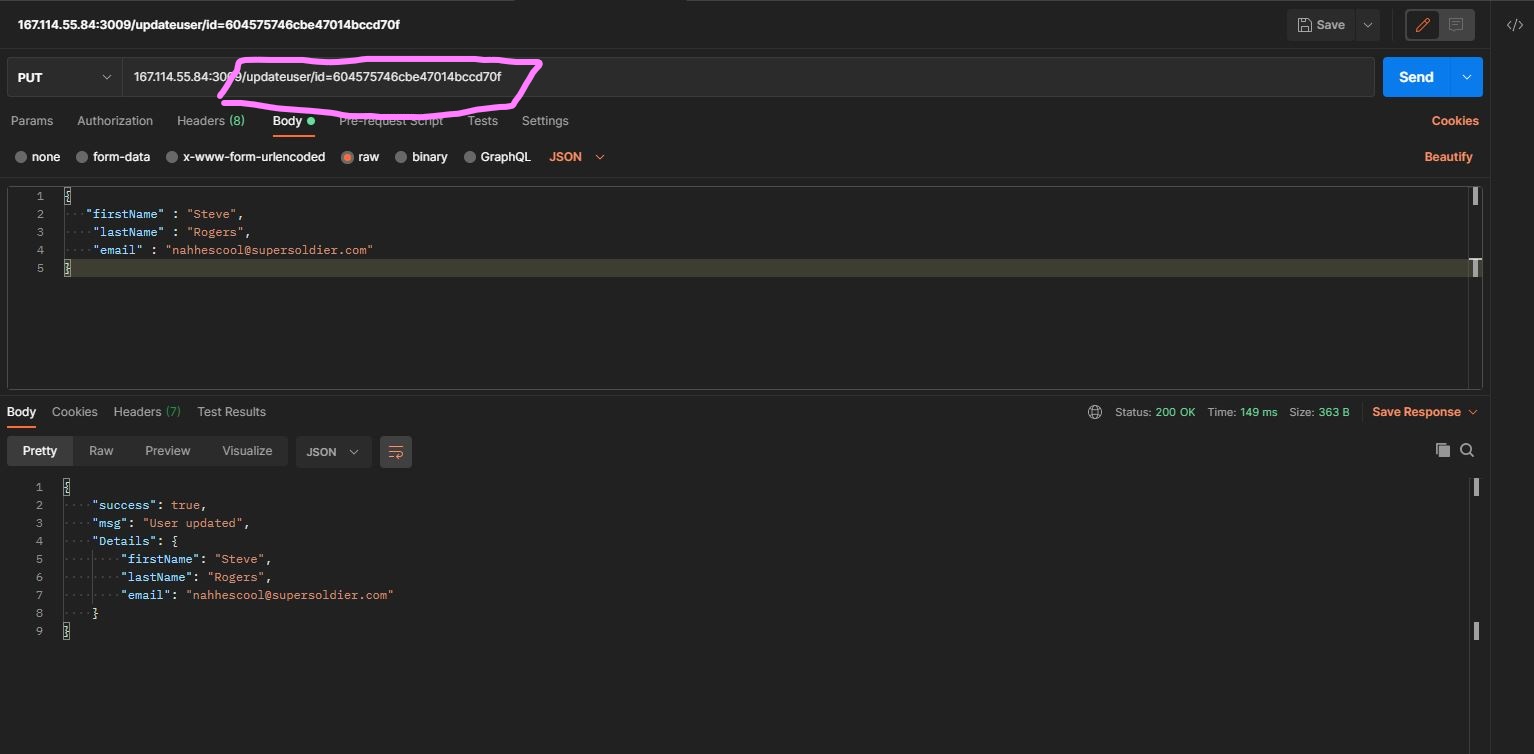 167.114.55.84:3009/updateuser/id=604575746cbe47014bccd70f
Save
PUT
167.114.55.84:3009/updateuser/id=604575746cbe47014bccd70f
Send
Params Authorization Headers (8) Body Pre-request Script Tests Settings Cookies
none form-data x-www-form-urlencoded raw binary GraphQL JSON Beautify
1 {
2 "firstName" : "Steve",
3 "lastName" : "Rogers",
4 "email" : "nahhescool@supersoldier.com"
5 }
Body Cookies Headers (7) Test Results Status: 200 OK Time: 149 ms Size: 363 B Save Response
Pretty Raw Preview Visualize JSON
1 {
2 "success": true,
3 "msg": "User updated",
4 "Details": {
5 "firstName": "Steve",
6 "lastName": "Rogers",
7 "email": "nahhescool@supersoldier.com"
8 }
9 }